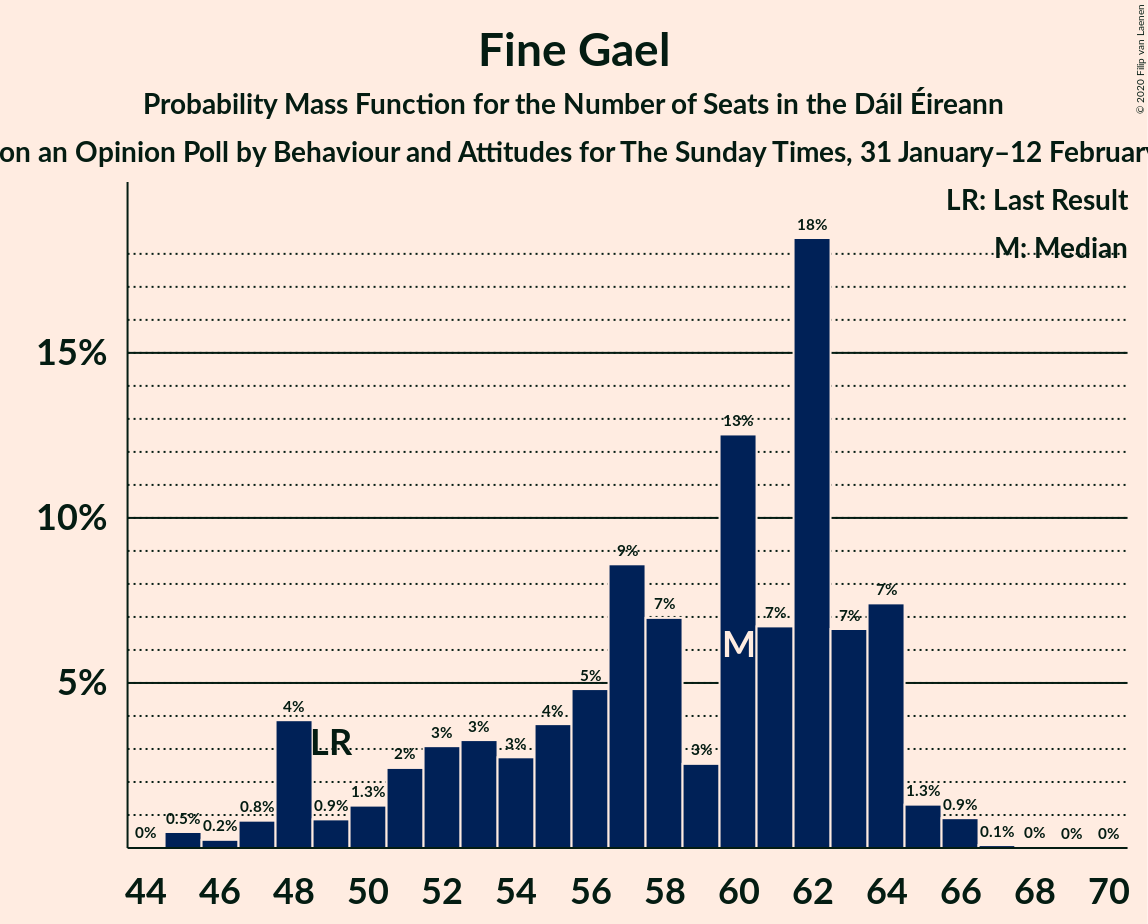 Fine Gael
Probability Mass Function for the Number of Seats in the Dáil Éireann
on an Opinion Poll by Behaviour and Attitudes for The Sunday Times, 31 January–12 February
© 2020 Filip van Laenen
LR: Last Result
M: Median
15%
10%
5%
0% 0.5% 0.2% 0.8% 4% 0.9% 1.3% 2% 3% 3% 3% 4% 5% 9% 7% 3% 13% 7% 18% 7% 7% 1.3% 0.9% 0.1% 0% 0% 0%
LR
M
44 46 48 50 52 54 56 58 60 62 64 66 68 70